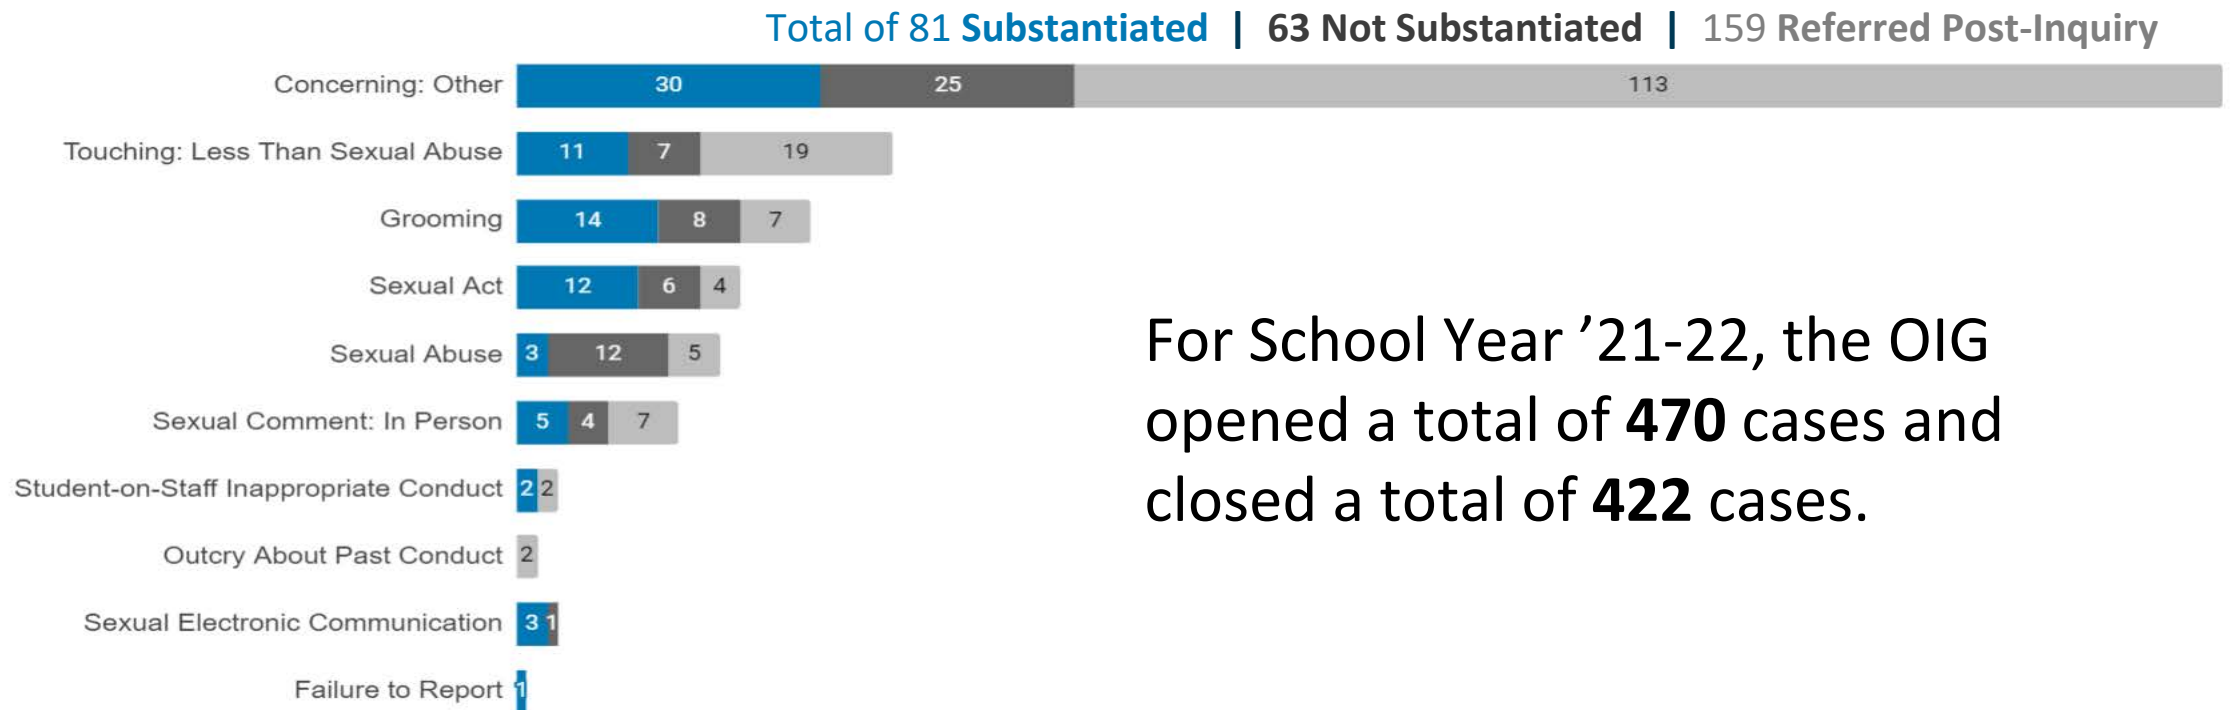 Total of 81 Substantiated | 63 Not Substantiated | 159 Referred Post-Inquiry
Concerning: Other 30 25 113
Touching: Less Than Sexual Abuse 11 7 19
Grooming 14 8 7
Sexual Act 12 6 4
Sexual Abuse 3 12 5
Sexual Comment: In Person 5 4 7
Student-on-Staff Inappropriate Conduct 2 2
Outcry About Past Conduct 2
Sexual Electronic Communication 3 1
Failure to Report 1
For School Year ’21-22, the OIG
opened a total of 470 cases and
closed a total of 422 cases.